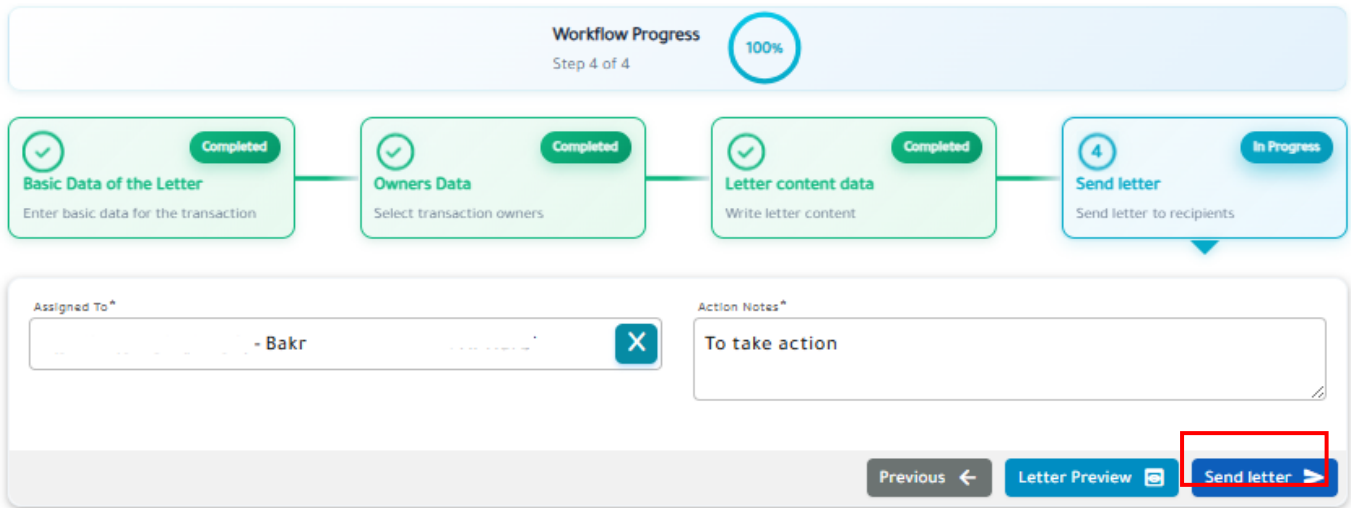 Workflow Progress
Step 4 of 4
100%
Completed
Basic Data of the Letter
Enter basic data for the transaction
Completed
Owners Data
Select transaction owners
Completed
Letter content data
Write letter content
4
In Progress
Send letter
Send letter to recipients
Assigned To*
- Bakr
X
Action Notes*
To take action
Previous
Letter Preview
Send letter